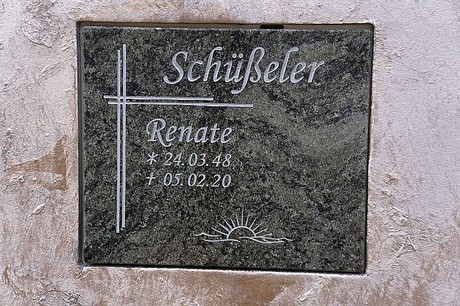 Schüßeler
Renate
* 24.03.48
+ 05.02.20